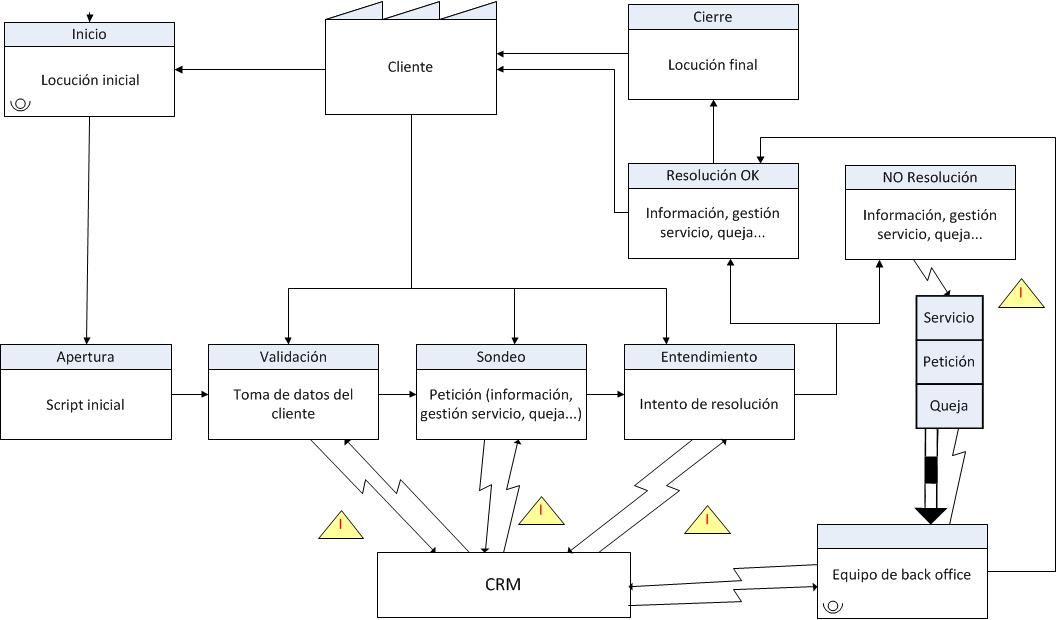 Inicio
Locución inicial
Cliente
Cierre
Locución final
Resolución OK
Información, gestión
servicio, queja...
NO Resolución
Información, gestión
servicio, queja...
I
Servicio
Petición
Queja
Apertura
Script inicial
Validación
Toma de datos del
cliente
Sondeo
Petición (información,
gestión servicio, queja...)
Entendimiento
Intento de resolución
I
I
I
CRM
Equipo de back office